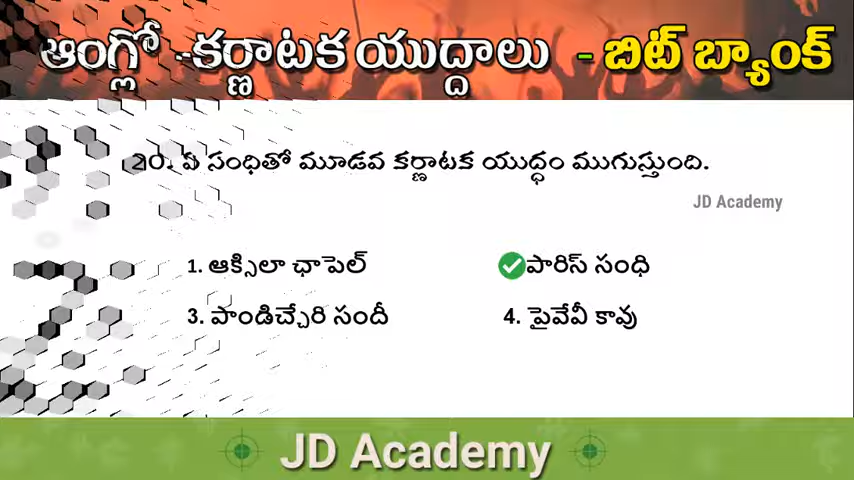 ఆంగ్లో -కర్ణాటక యుద్దాలు - బిట్ బ్యాంక్
20. ఏ సంధితో మూడవ కర్ణాటక యుద్ధం ముగుస్తుంది.
JD Academy
1. ఆక్సిలా ఛాపెల్
పారిస్ సంధి
3. పాండిచ్చేరి సందీ
4. పైవేవీ కావు
JD Academy